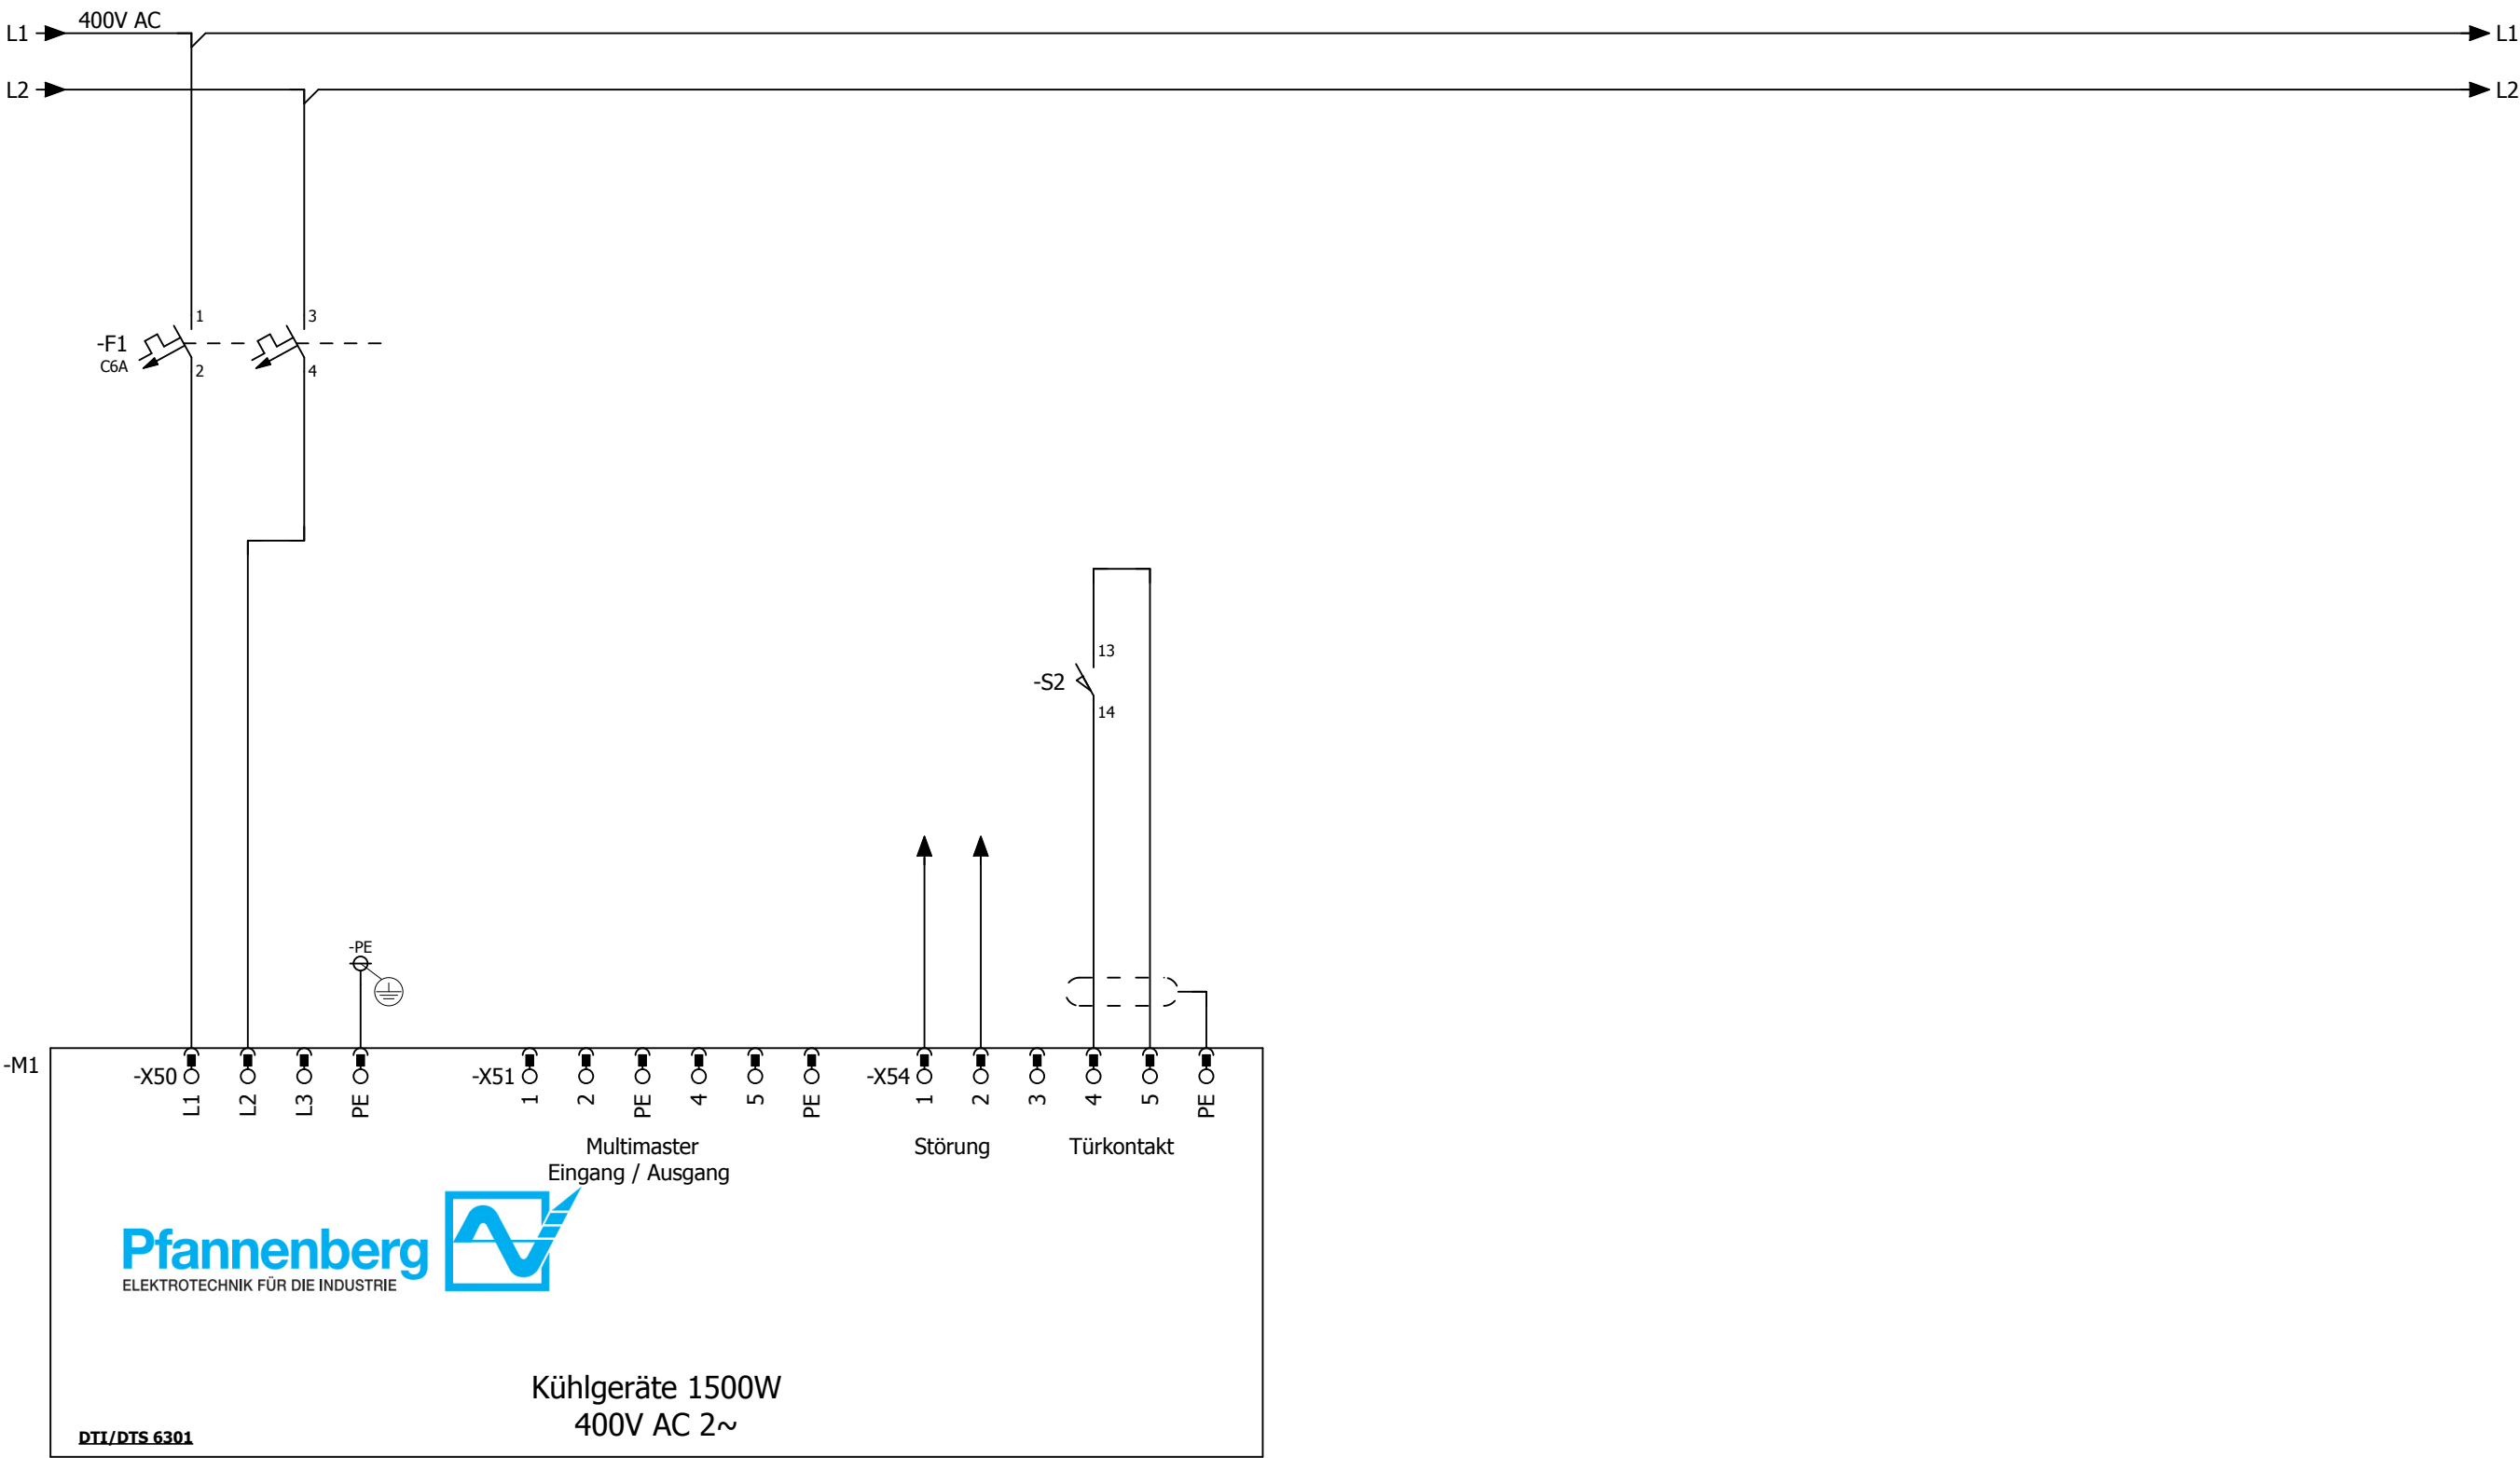 400V AC
L1
L1
L2
L2
1
3
-F1
C6A
2
4
13
-S2
14
-PE
-M1
-X50
-X51
-X54
L1
L2
L3
PE
1
2
PE
4
5
PE
1
2
3
4
5
PE
Multimaster
Eingang / Ausgang
Störung
Türkontakt
Pfannenberg
ELEKTROTECHNIK FÜR DIE INDUSTRIE
Kühlgeräte 1500W
400V AC 2~
DTI/DTS 6301